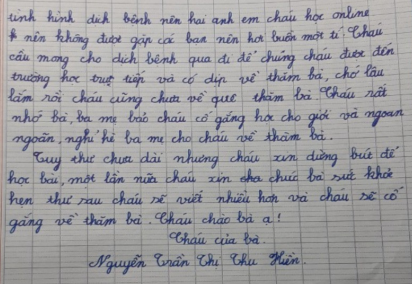 tình hình dịch bệnh nên hai anh em cháu học online
nên không được gặp các bạn nên hơi buồn một tí. Cháu
cầu mong cho dịch bệnh qua đi để chúng cháu được đến
trường học trực tiếp và có dịp về thăm bà, chớ lâu
lắm rồi cháu cũng chưa về quê thăm bà. Cháu rất
nhớ bà, ba mẹ bảo cháu cố gắng học cho giỏi và ngoan
ngoãn, nghỉ hè ba mẹ cho cháu về thăm bà.
Tuy thư chưa dài nhưng cháu xin dừng bút để
học bài, một lần nữa cháu xin chúc bà sức khỏe
hẹn thư sau cháu sẽ viết nhiều hơn và cháu sẽ cố
gắng về thăm bà. Cháu chào bà ạ!
Cháu của bà.
Nguyễn Trần Thị Thu Hiền.